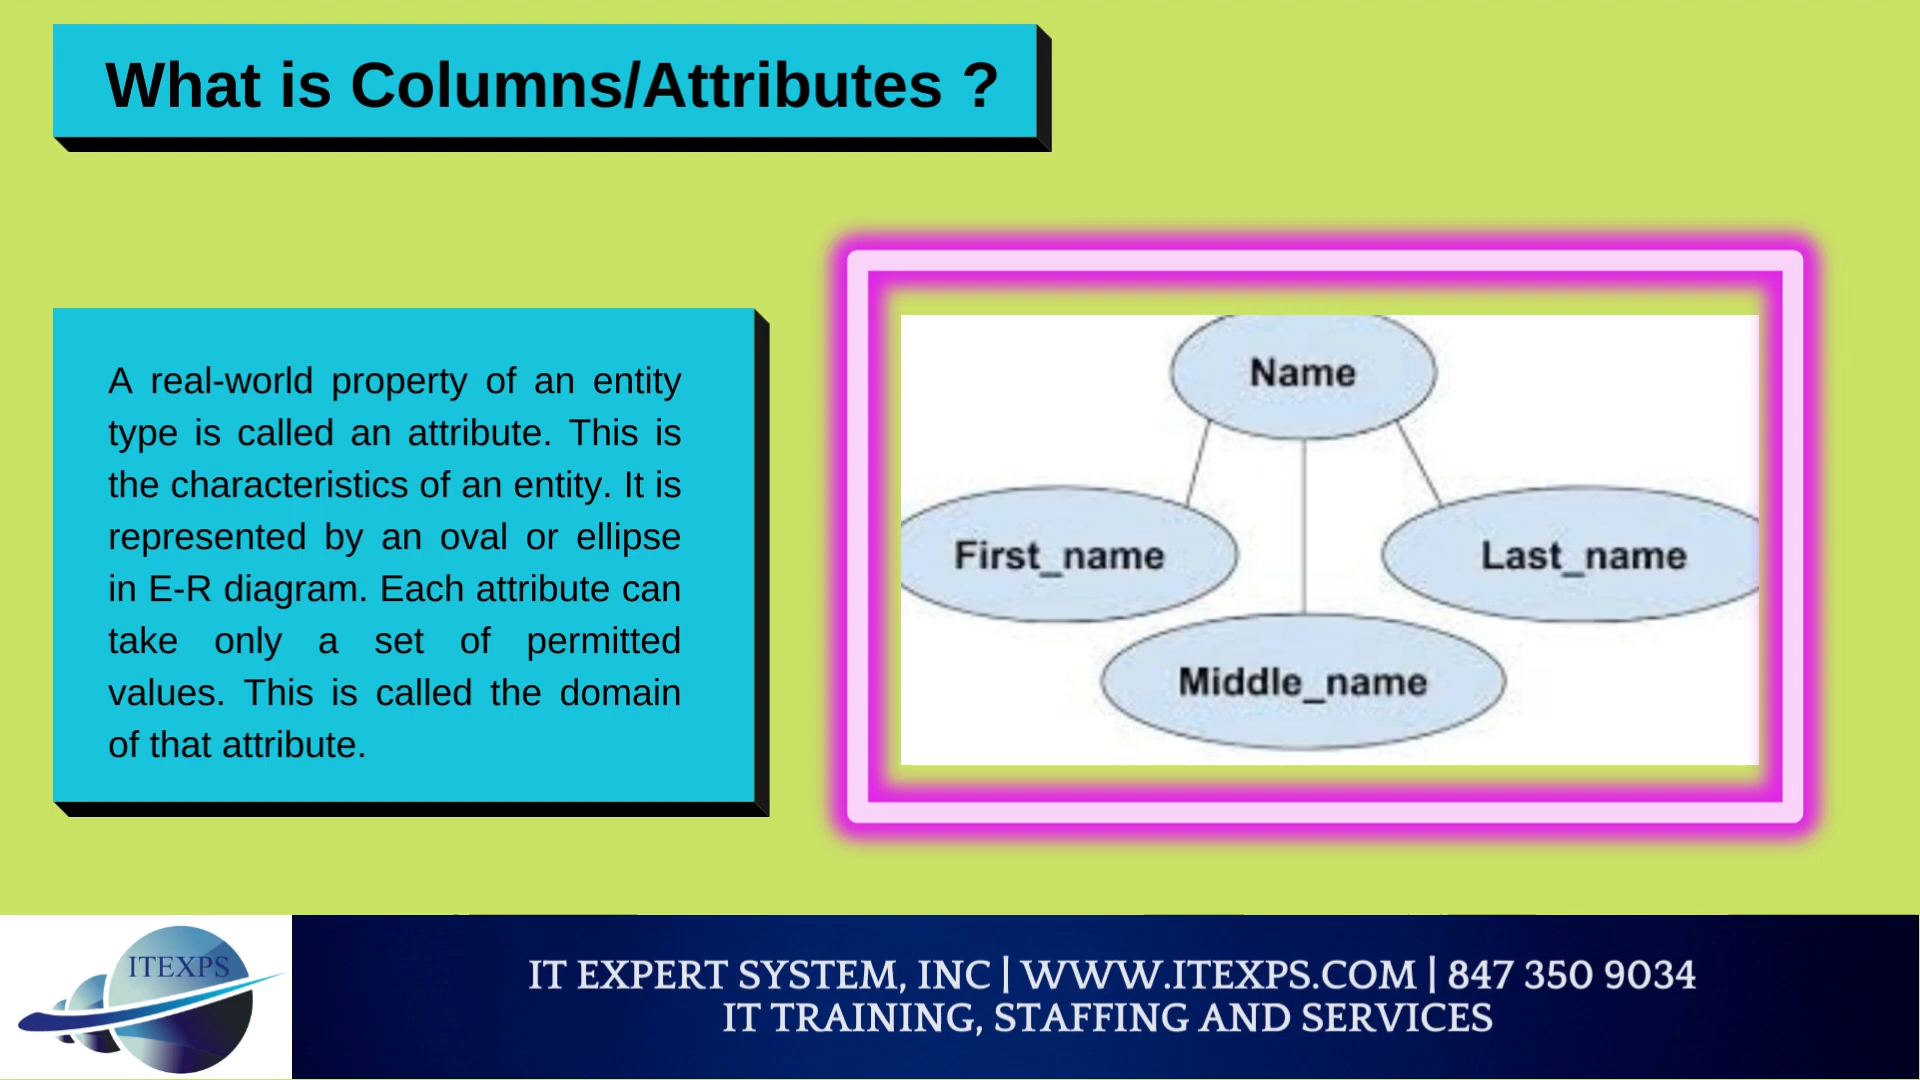 What is Columns/Attributes ?
A real-world property of an entity
type is called an attribute. This is
the characteristics of an entity. It is
represented by an oval or ellipse
in E-R diagram. Each attribute can
take only a set of permitted
values. This is called the domain
of that attribute.
Name
First_name
Last_name
Middle_name
ITEXPS
IT EXPERT SYSTEM, INC | WWW.ITEXPS.COM | 847 350 9034
IT TRAINING, STAFFING AND SERVICES